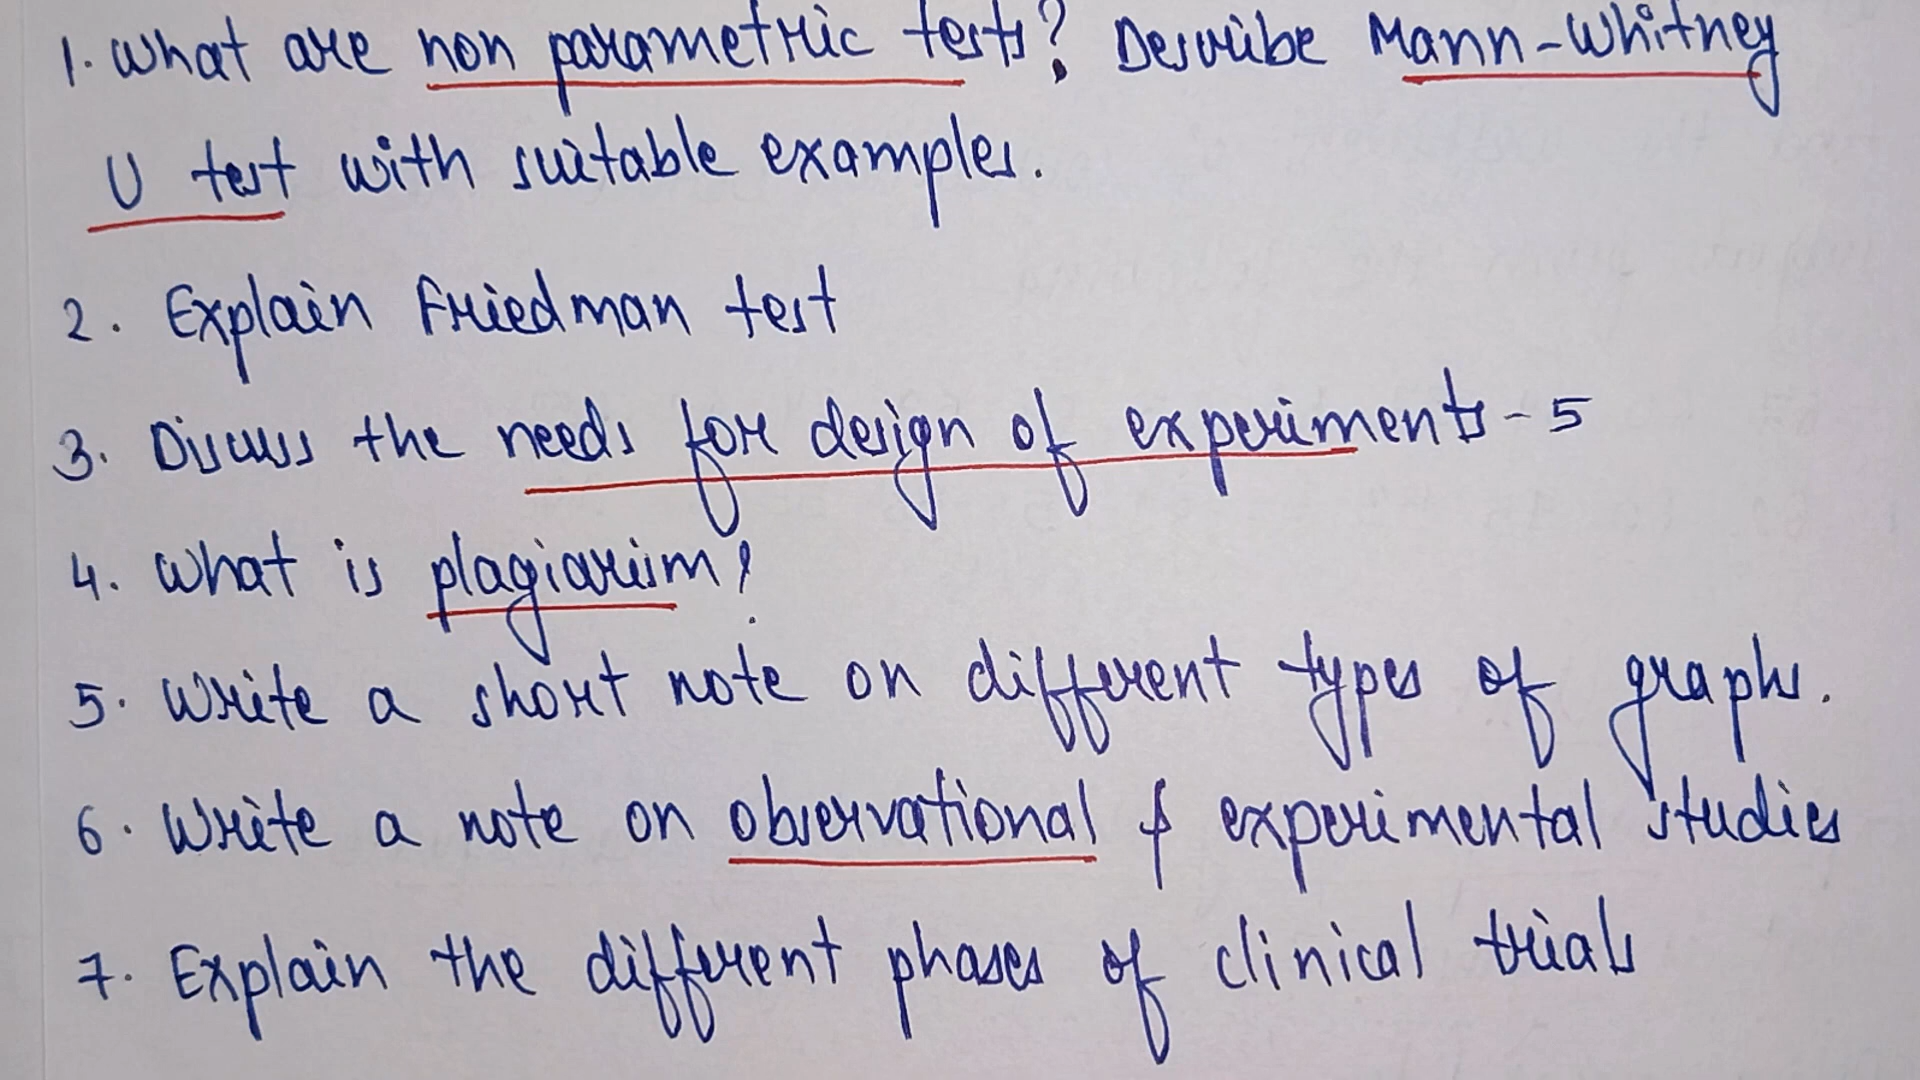 1. What are non parametric tests? Describe Mann-Whitney
U test with suitable examples.
2. Explain Friedman test
3. Discuss the needs for design of experiments - 5
4. What is plagiarism?
5. Write a short note on different types of graphs.
6. Write a note on observational & experimental studies
7. Explain the different phases of clinical trials